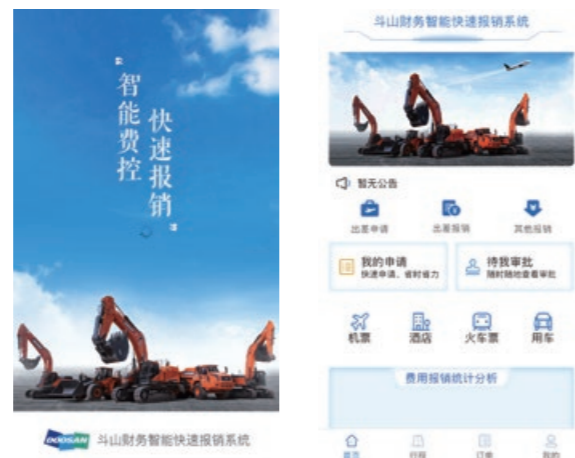 智能费控
快速报销
DOOSAN 斗山财务智能快速报销系统
斗山财务智能快速报销系统
暂无公告
出差申请 出差报销 其他报销
我的申请
快速申请、省时省力
待我审批
随时随地查看审批
机票 酒店 火车票 用车
费用报销统计分析
首页 行程 订单 我的